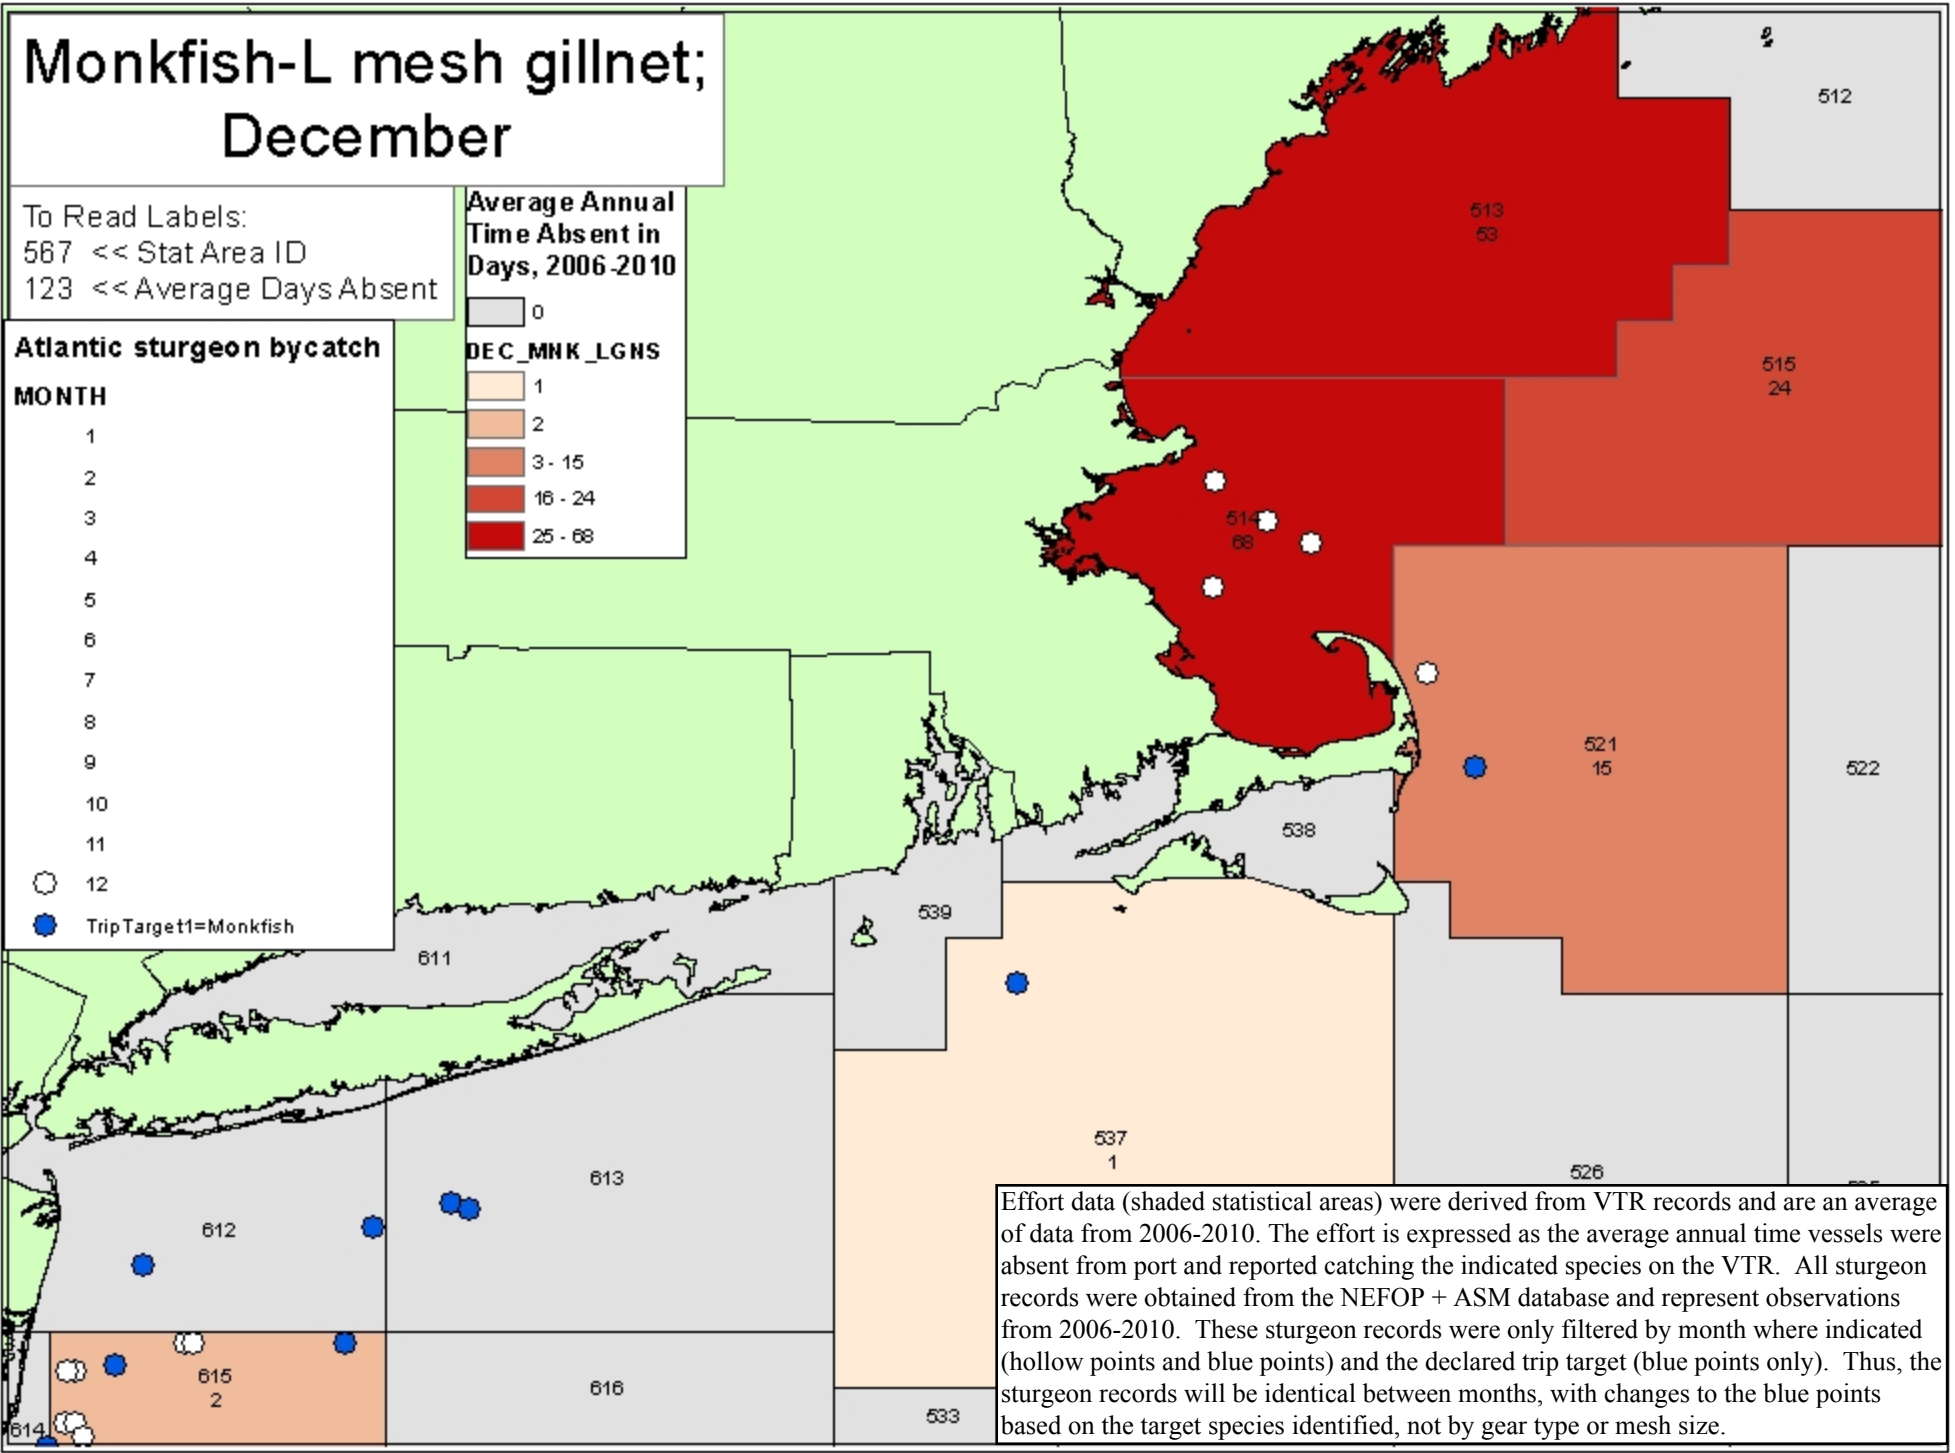 Monkfish-L mesh gillnet;
December
To Read Labels:
567 << Stat Area ID
123 << Average Days Absent
Average Annual
Time Absent in
Days, 2006-2010
0
DEC_MNK_LGNS
1
2
3 - 15
16 - 24
25 - 68
Atlantic sturgeon bycatch
MONTH
1
2
3
4
5
6
7
8
9
10
11
12
TripTarget1=Monkfish
512
513
53
515
24
514
68
521
15
522
538
539
611
537
1
526
613
612
615
2
616
614
533
Effort data (shaded statistical areas) were derived from VTR records and are an average
of data from 2006-2010. The effort is expressed as the average annual time vessels were
absent from port and reported catching the indicated species on the VTR.  All sturgeon
records were obtained from the NEFOP + ASM database and represent observations
from 2006-2010.  These sturgeon records were only filtered by month where indicated
(hollow points and blue points) and the declared trip target (blue points only).  Thus, the
sturgeon records will be identical between months, with changes to the blue points
based on the target species identified, not by gear type or mesh size.